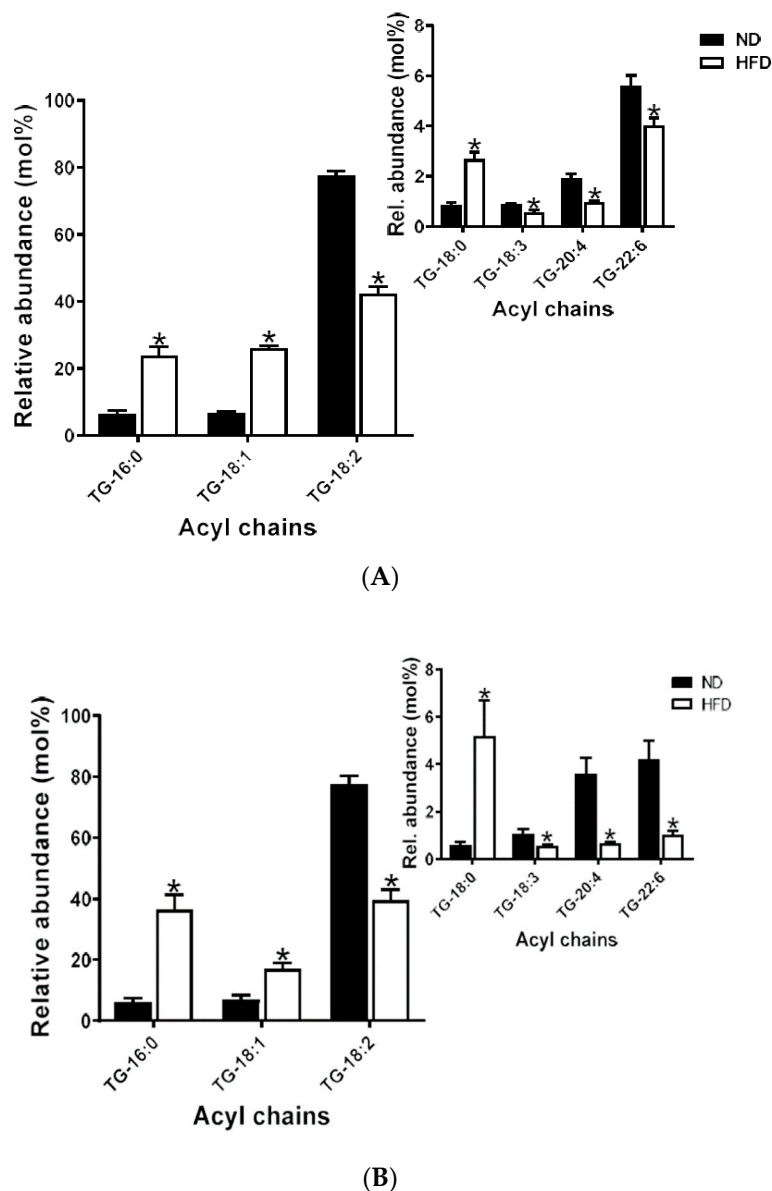 8
6
4
2
0
Rel. abundance (mol%)
*
*
*
*
TG-18:0
TG-18:3
TG-20:4
TG-22:6
Acyl chains
ND
HFD
100
80
60
40
20
0
Relative abundance (mol%)
*
*
*
TG-16:0
TG-18:1
TG-18:2
Acyl chains
(A)
8
6
4
2
0
Rel. abundance (mol%)
*
*
*
*
TG-18:0
TG-18:3
TG-20:4
TG-22:6
Acyl chains
ND
HFD
100
80
60
40
20
0
Relative abundance (mol%)
*
*
*
TG-16:0
TG-18:1
TG-18:2
Acyl chains
(B)